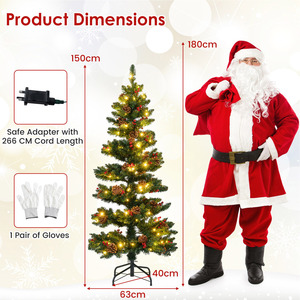 Product Dimensions
150cm
180cm
Safe Adapter with
266 CM Cord Length
1 Pair of Gloves
40cm
63cm